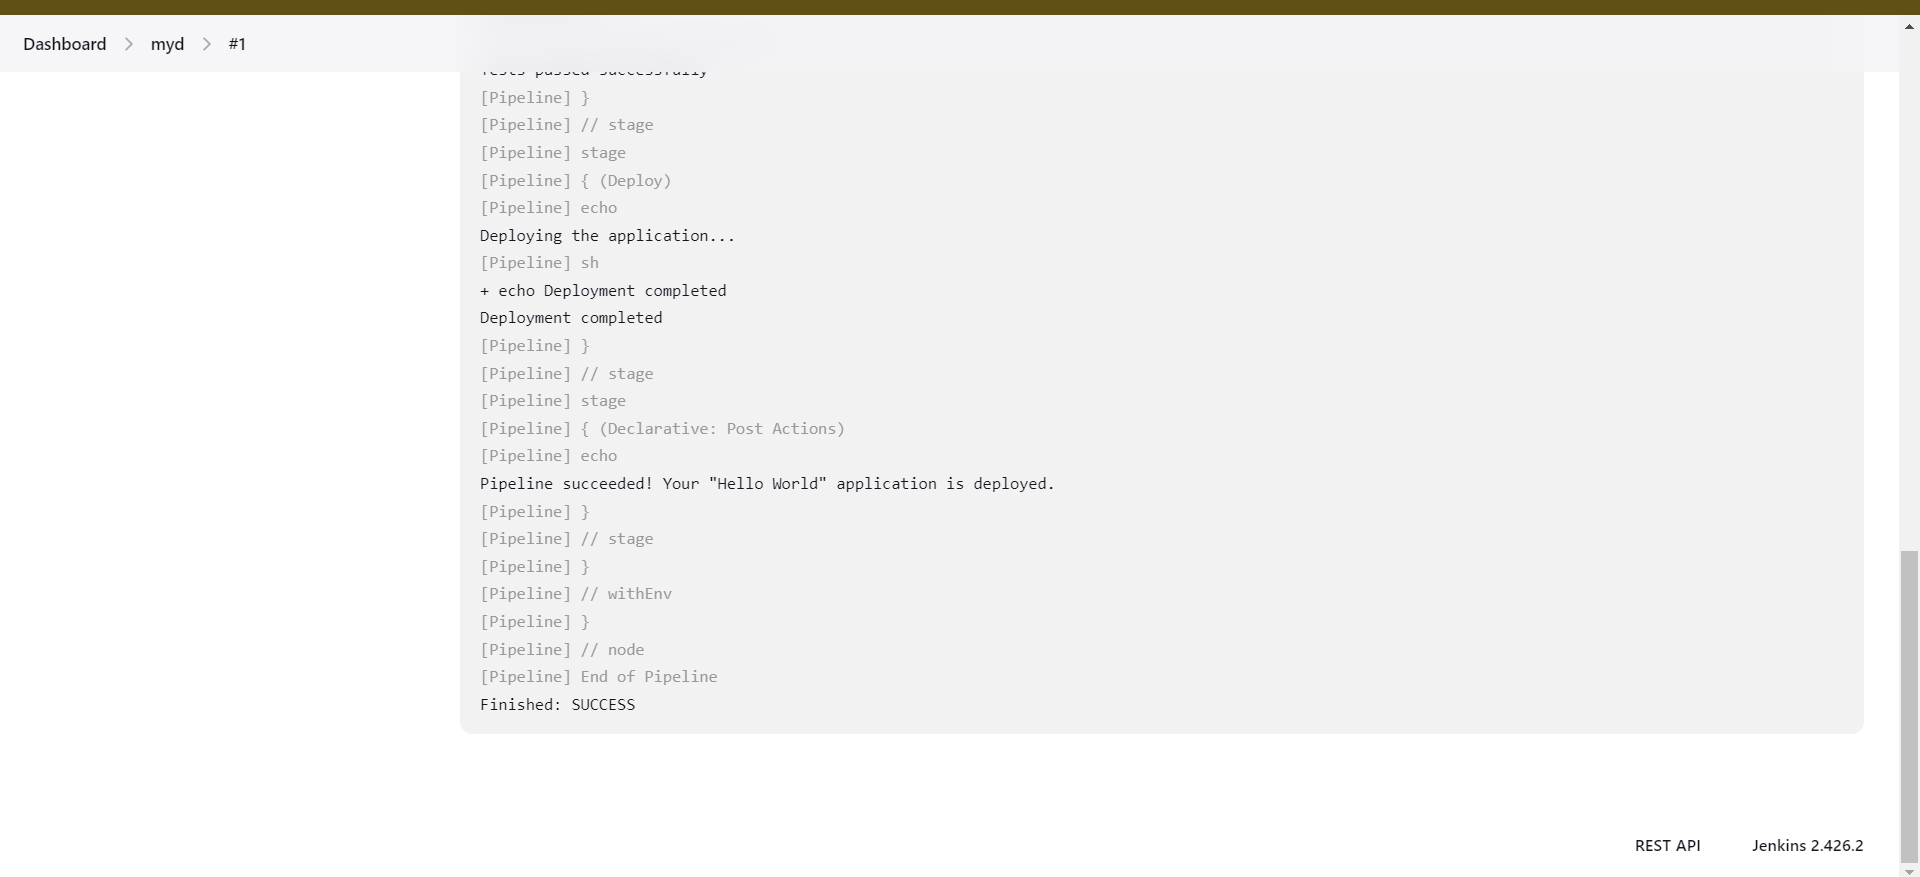 Dashboard > myd > #1
Tests passed successfully
[Pipeline] }
[Pipeline] // stage
[Pipeline] stage
[Pipeline] { (Deploy)
[Pipeline] echo
Deploying the application...
[Pipeline] sh
+ echo Deployment completed
Deployment completed
[Pipeline] }
[Pipeline] // stage
[Pipeline] stage
[Pipeline] { (Declarative: Post Actions)
[Pipeline] echo
Pipeline succeeded! Your "Hello World" application is deployed.
[Pipeline] }
[Pipeline] // stage
[Pipeline] }
[Pipeline] // withEnv
[Pipeline] }
[Pipeline] // node
[Pipeline] End of Pipeline
Finished: SUCCESS
REST API Jenkins 2.426.2